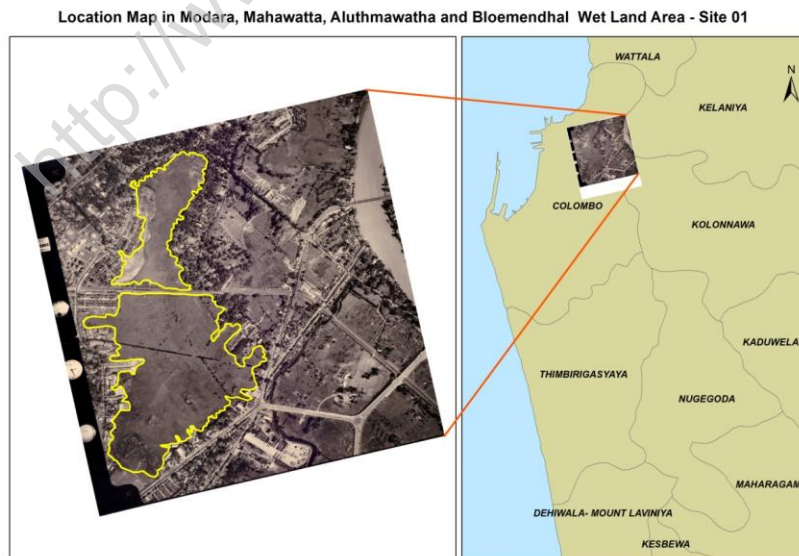 Location Map in Modara, Mahawatta, Aluthmawatha and Bloemendhal Wet Land Area - Site 01
http://w
WATTALA
N
KELANIYA
COLOMBO
KOLONNAWA
KADUWELA
THIMBIRIGASYAYA
NUGEGODA
MAHARAGAM
DEHIWALA- MOUNT LAVINIYA
KESBEWA